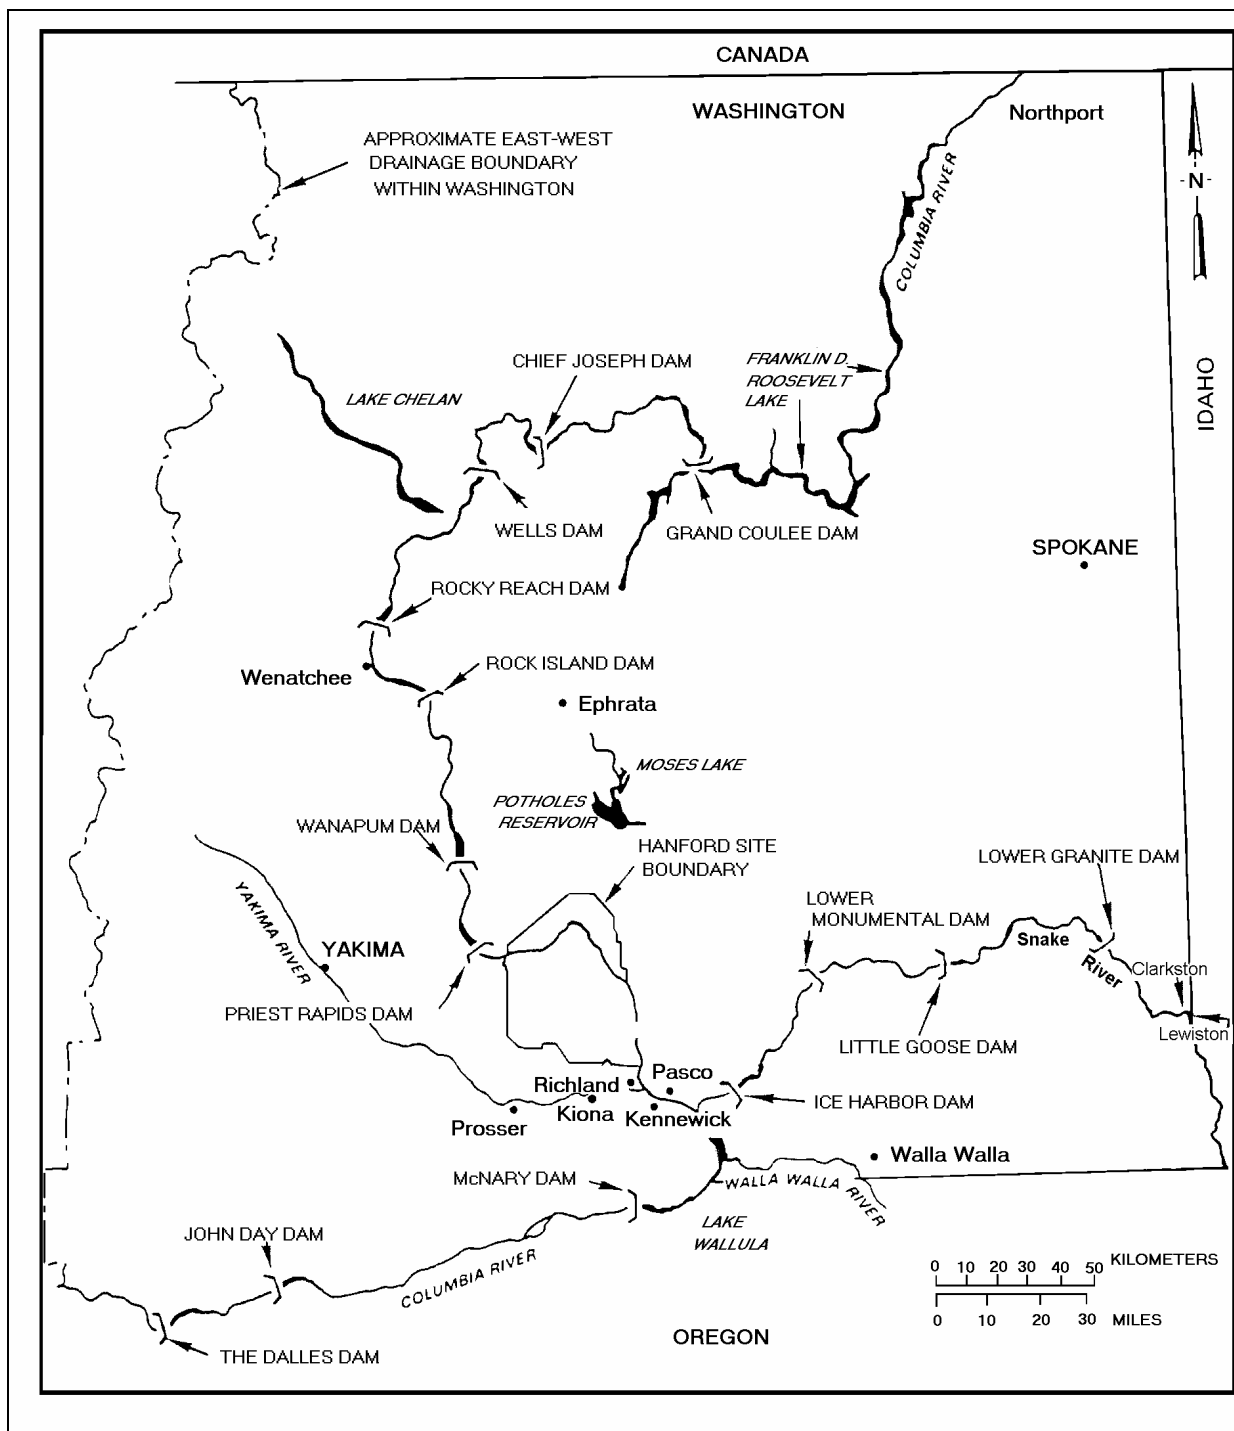 CANADA
WASHINGTON
Northport
APPROXIMATE EAST-WEST
DRAINAGE BOUNDARY
WITHIN WASHINGTON
COLUMBIA RIVER
-N-
IDAHO
CHIEF JOSEPH DAM
FRANKLIN D.
ROOSEVELT
LAKE
LAKE CHELAN
WELLS DAM
GRAND COULEE DAM
SPOKANE
ROCKY REACH DAM
Wenatchee
ROCK ISLAND DAM
Ephrata
MOSES LAKE
POTHOLES
RESERVOIR
WANAPUM DAM
HANFORD SITE
BOUNDARY
LOWER GRANITE DAM
LOWER
MONUMENTAL DAM
YAKIMA RIVER
YAKIMA
Snake
River
Clarkston
PRIEST RAPIDS DAM
Lewiston
LITTLE GOOSE DAM
Richland
Pasco
Kiona
Kennewick
ICE HARBOR DAM
Prosser
Walla Walla
McNARY DAM
WALLA WALLA RIVER
LAKE
WALLULA
JOHN DAY DAM
COLUMBIA RIVER
0 10 20 30 40 50 KILOMETERS
0 10 20 30 MILES
OREGON
THE DALLES DAM